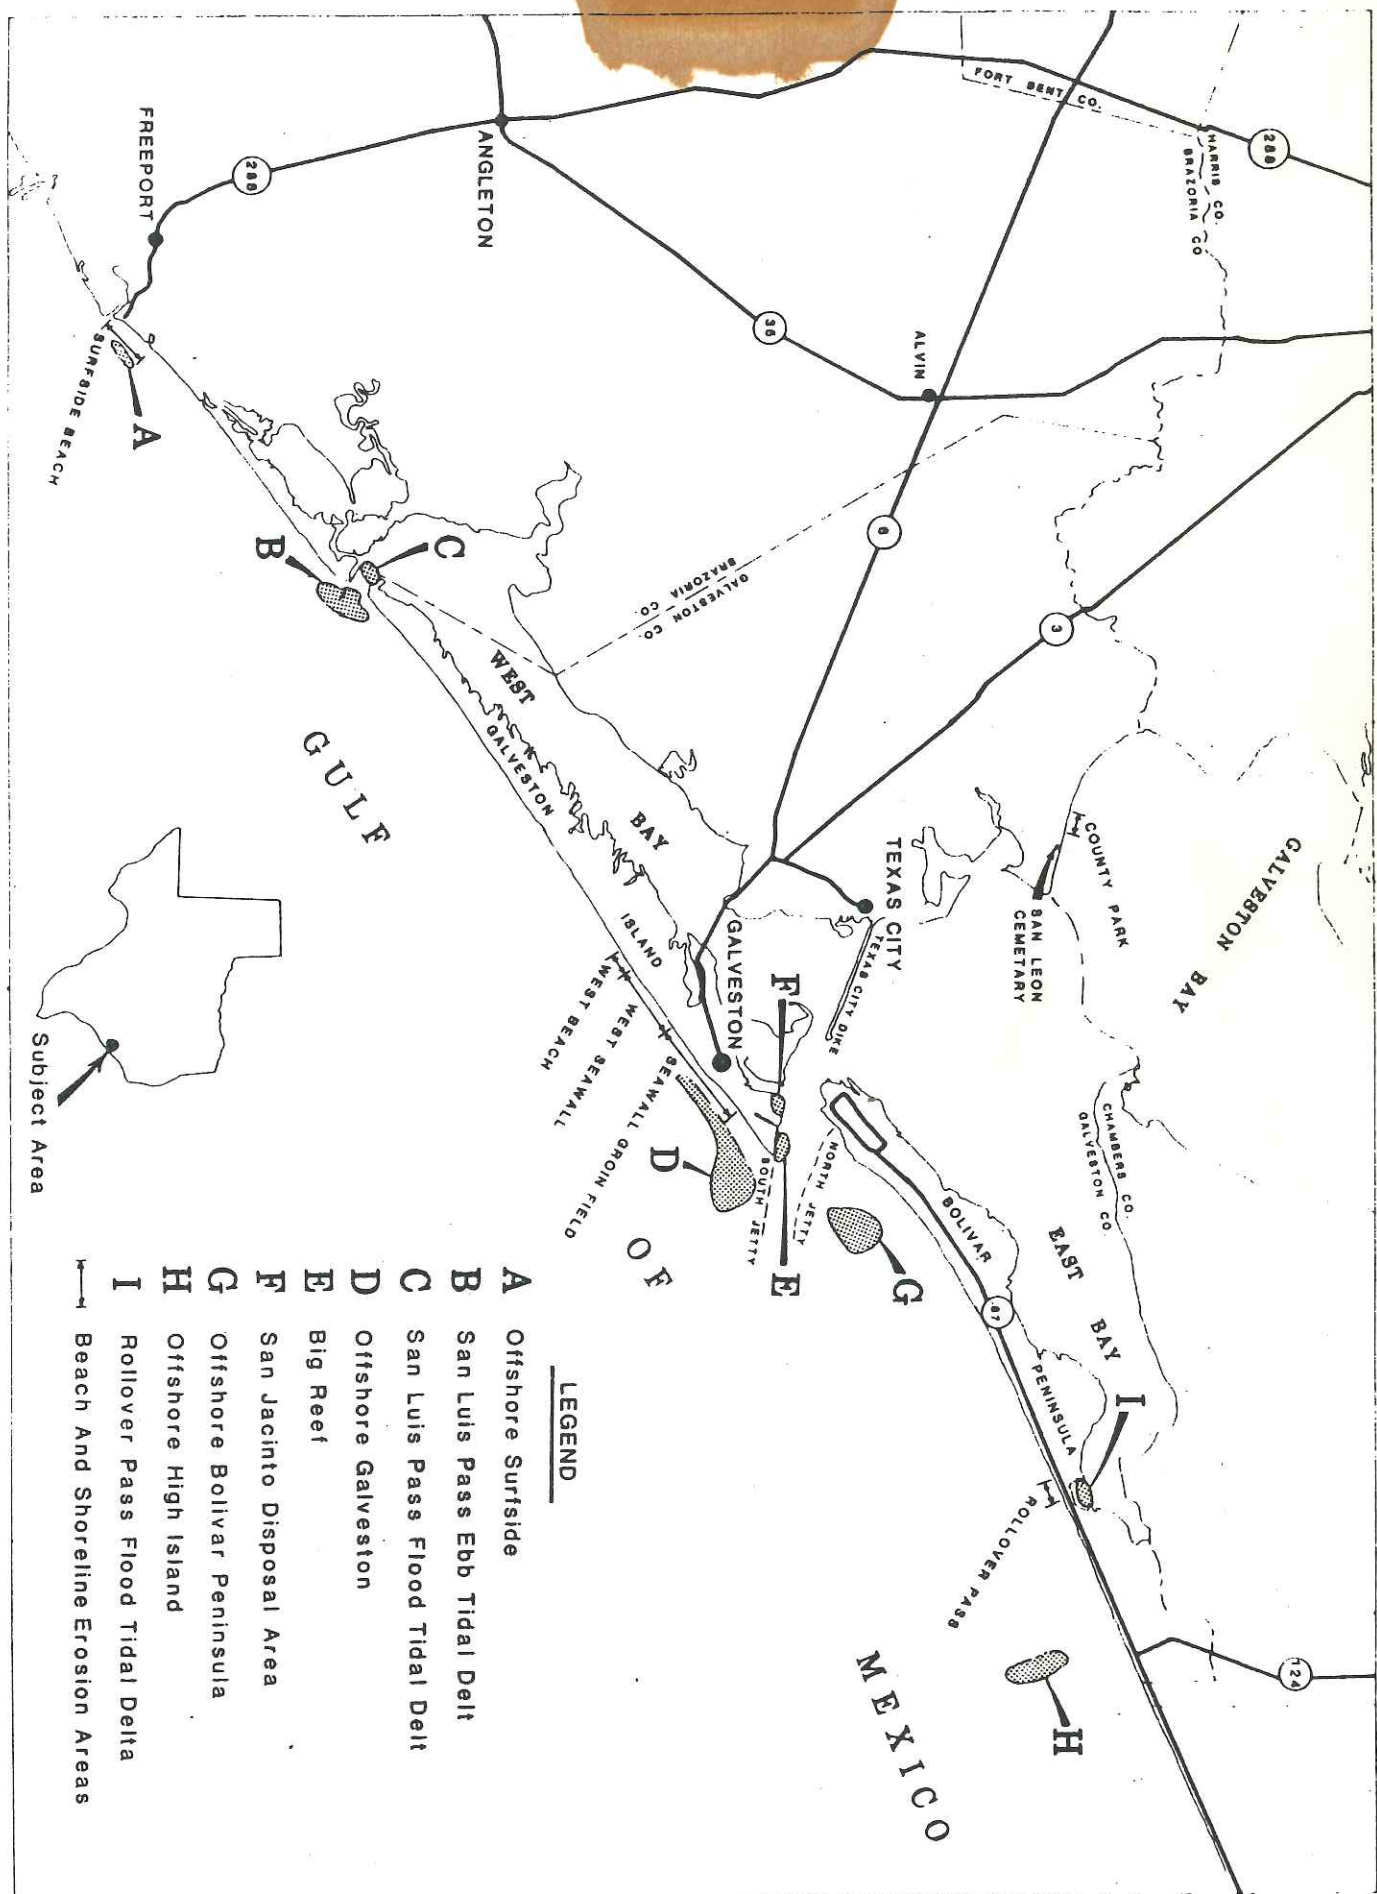 FORT BENT CO.
HARRIS CO.
BRAZORIA CO
288
288
FREEPORT
ANGLETON
35
ALVIN
6
3
SURFSIDE BEACH
A
B
C
BRAZORIA CO.
GALVESTON CO.
WEST BAY
GALVESTON ISLAND
GALVESTON BAY
COUNTY PARK
SAN LEON
CEMETARY
TEXAS CITY
TEXAS CITY DIKE
GALVESTON
F
WEST BEACH
WEST SEAWALL
SEAWALL GROIN FIELD
D
SOUTH JETTY
NORTH JETTY
E
G
CHAMBERS CO.
GALVESTON CO.
EAST BAY
BOLIVAR PENINSULA
87
I
ROLLOVER PASS
H
124
GULF OF MEXICO
Subject Area
LEGEND
A Offshore Surfside
B San Luis Pass Ebb Tidal Delt
C San Luis Pass Flood Tidal Delt
D Offshore Galveston
E Big Reef
F San Jacinto Disposal Area
G Offshore Bolivar Peninsula
H Offshore High Island
I Rollover Pass Flood Tidal Delta
Beach And Shoreline Erosion Areas